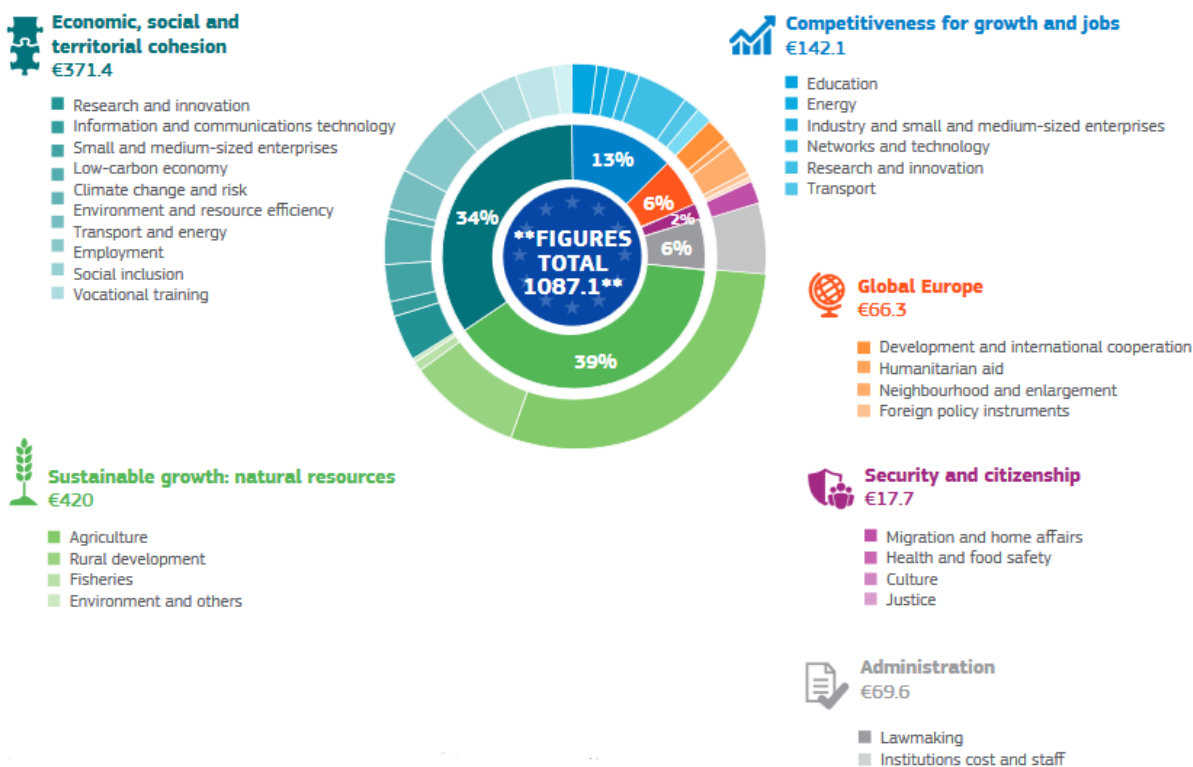 Economic, social and
territorial cohesion
€371.4
Research and innovation
Information and communications technology
Small and medium-sized enterprises
Low-carbon economy
Climate change and risk
Environment and resource efficiency
Transport and energy
Employment
Social inclusion
Vocational training
Competitiveness for growth and jobs
€142.1
Education
Energy
Industry and small and medium-sized enterprises
Networks and technology
Research and innovation
Transport
13%
6%
2%
6%
39%
34%
**FIGURES
TOTAL
1087.1**
Global Europe
€66.3
Development and international cooperation
Humanitarian aid
Neighbourhood and enlargement
Foreign policy instruments
Sustainable growth: natural resources
€420
Agriculture
Rural development
Fisheries
Environment and others
Security and citizenship
€17.7
Migration and home affairs
Health and food safety
Culture
Justice
Administration
€69.6
Lawmaking
Institutions cost and staff